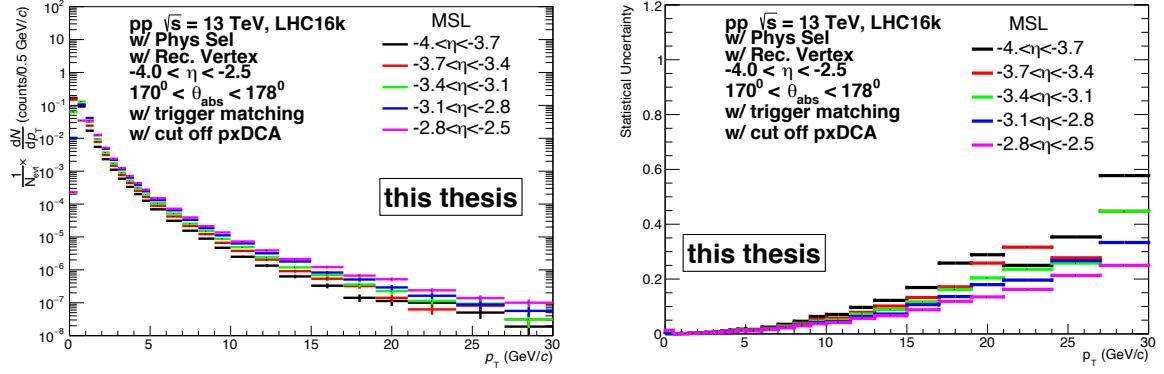 pp √s = 13 TeV, LHC16k
w/ Phys Sel
w/ Rec. Vertex
-4.0 < η < -2.5
170⁰ < θabs < 178⁰
w/ trigger matching
w/ cut off pxDCA
MSL
-4.<η<-3.7
-3.7<η<-3.4
-3.4<η<-3.1
-3.1<η<-2.8
-2.8<η<-2.5
this thesis
1/Nevt × dN/dpT (counts/0.5 GeV/c)
10²
10
1
10⁻¹
10⁻²
10⁻³
10⁻⁴
10⁻⁵
10⁻⁶
10⁻⁷
10⁻⁸
0 5 10 15 20 25 30
pT (GeV/c)
pp √s = 13 TeV, LHC16k
w/ Phys Sel
w/ Rec. Vertex
-4.0 < η < -2.5
170⁰ < θabs < 178⁰
w/ trigger matching
w/ cut off pxDCA
MSL
-4.<η<-3.7
-3.7<η<-3.4
-3.4<η<-3.1
-3.1<η<-2.8
-2.8<η<-2.5
this thesis
Statistical Uncertainty
1.2
1
0.8
0.6
0.4
0.2
0
0 5 10 15 20 25 30
pT (GeV/c)